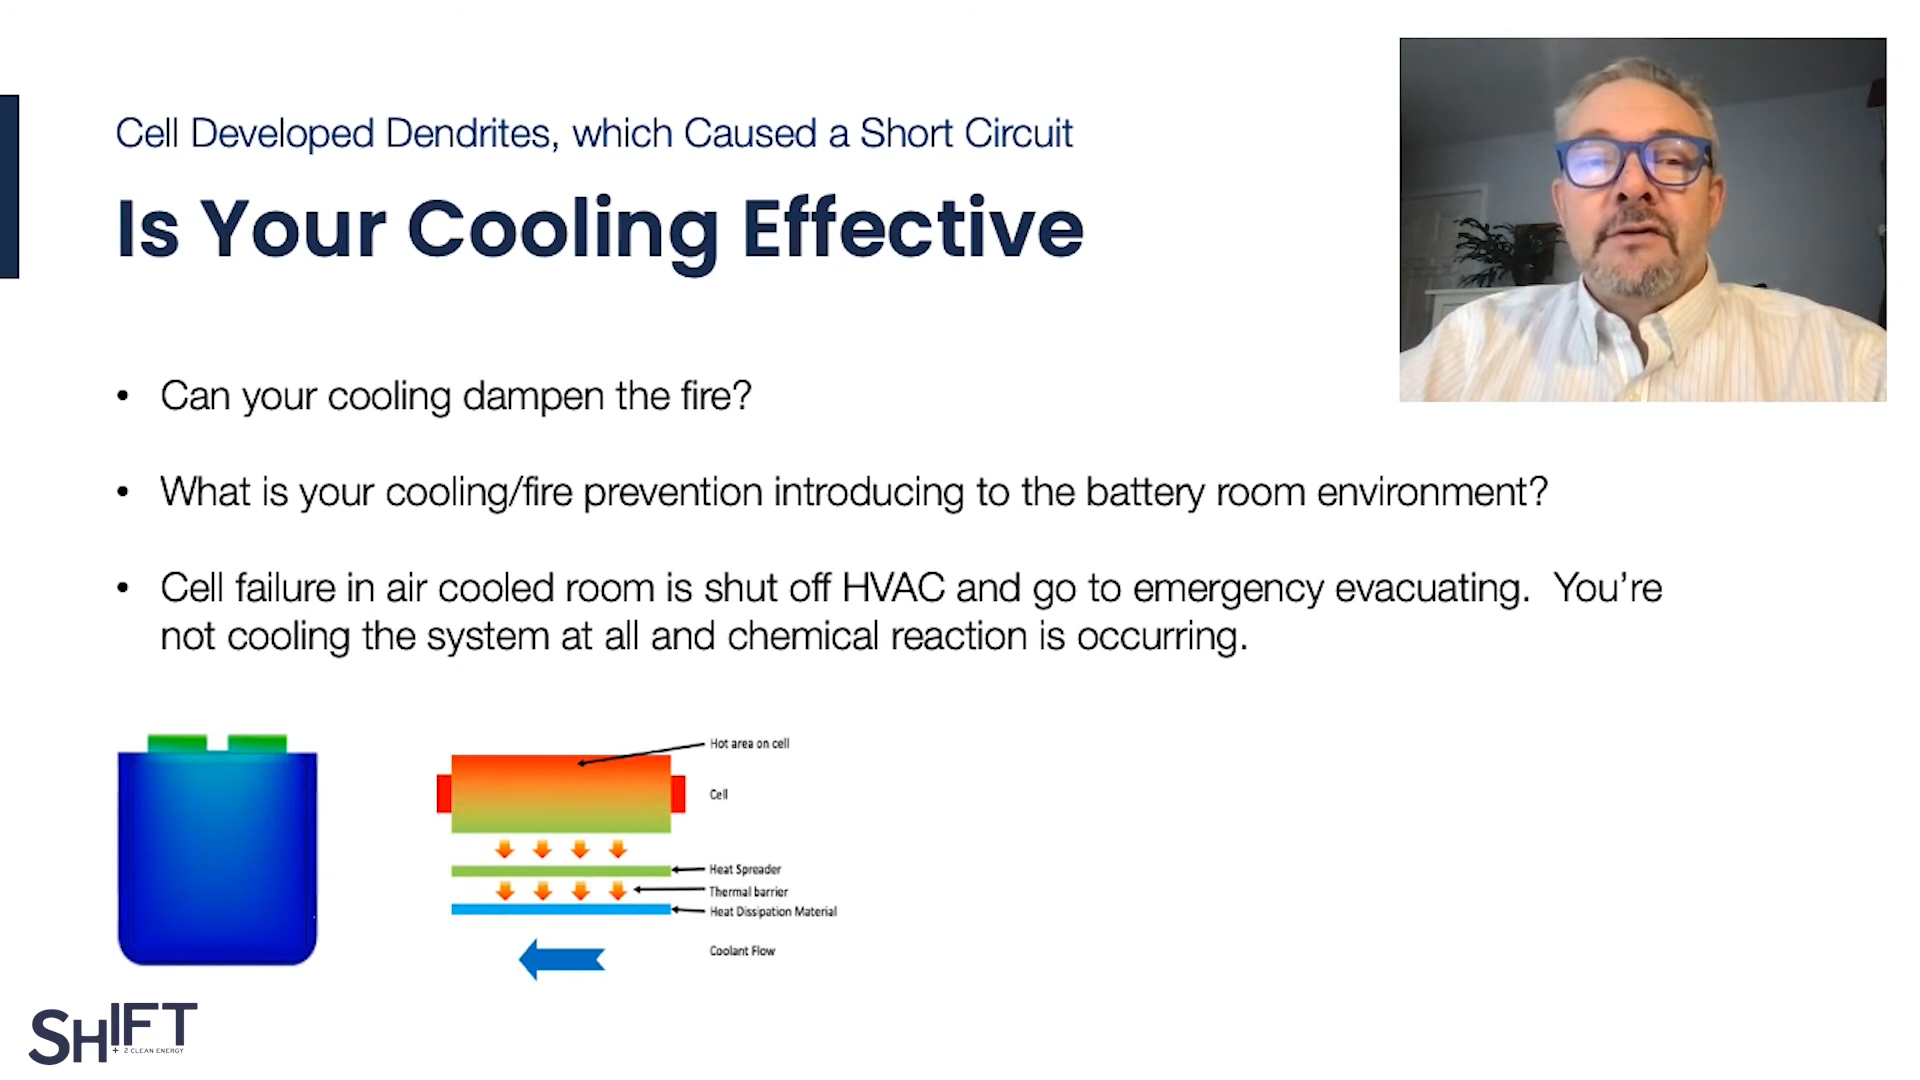 Cell Developed Dendrites, which Caused a Short Circuit
Is Your Cooling Effective
• Can your cooling dampen the fire?
• What is your cooling/fire prevention introducing to the battery room environment?
• Cell failure in air cooled room is shut off HVAC and go to emergency evacuating.  You’re
not cooling the system at all and chemical reaction is occurring.
Hot area on cell
Cell
Heat Spreader
Thermal barrier
Heat Dissipation Material
Coolant Flow
SHIFT
+ 2 CLEAN ENERGY